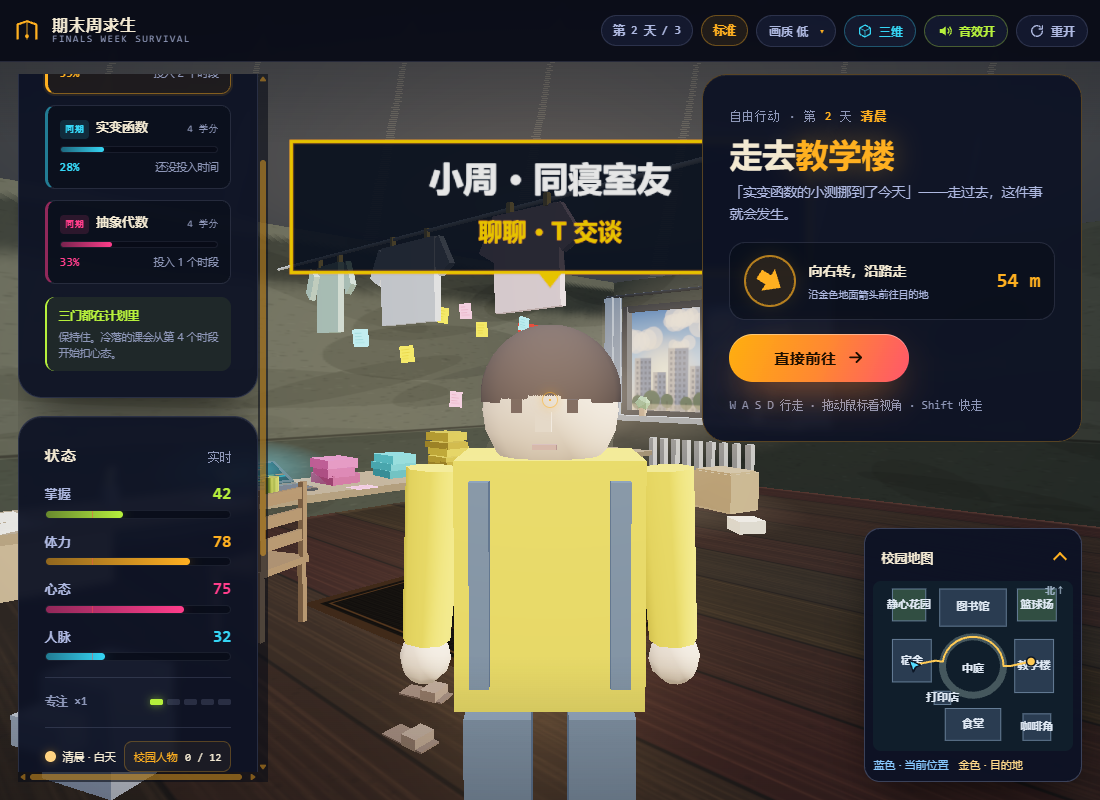 期末周求生
FINALS WEEK SURVIVAL
第 2 天 / 3
标准
画质 低
三维
音效开
重开
投入 2 个时段
同期 实变函数 4 学分
28% 还没投入时间
同期 抽象代数 4 学分
33% 投入 1 个时段
三门都在计划里
保持住。冷落的课会从第 4 个时段
开始扣心态。
状态 实时
掌握 42
体力 78
心态 75
人脉 32
专注 ×1
清晨 · 白天
校园人物 0 / 12
小周 · 同寝室友
聊聊 · T 交谈
自由行动 · 第 2 天 清晨
走去教学楼
「实变函数的小测挪到了今天」——走过去，这件事
就会发生。
向右转，沿路走
沿金色地面箭头前往目的地
54 m
直接前往 →
W A S D 行走 · 拖动鼠标看视角 · Shift 快走
校园地图
北↑
静心花园
图书馆
篮球场
宿舍
中庭
教学楼
打印店
食堂
咖啡角
蓝色 · 当前位置 金色 · 目的地